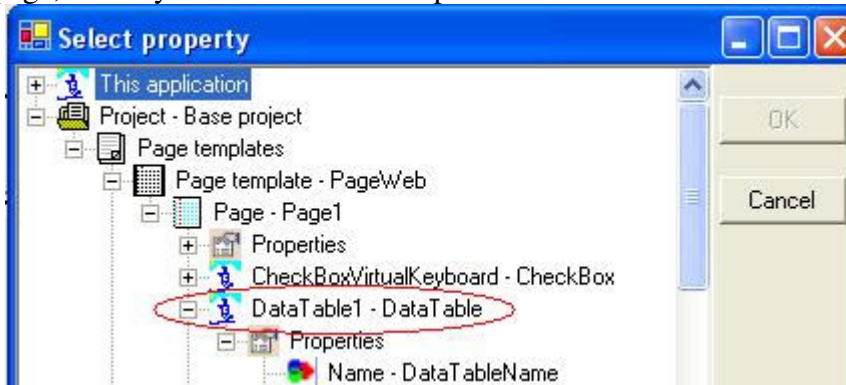 Select property
This application
OK
Project - Base project
Page templates
Page template - PageWeb
Cancel
Page - Page1
Properties
CheckBoxVirtualKeyboard - CheckBox
DataTable1 - DataTable
Properties
Name - DataTableName